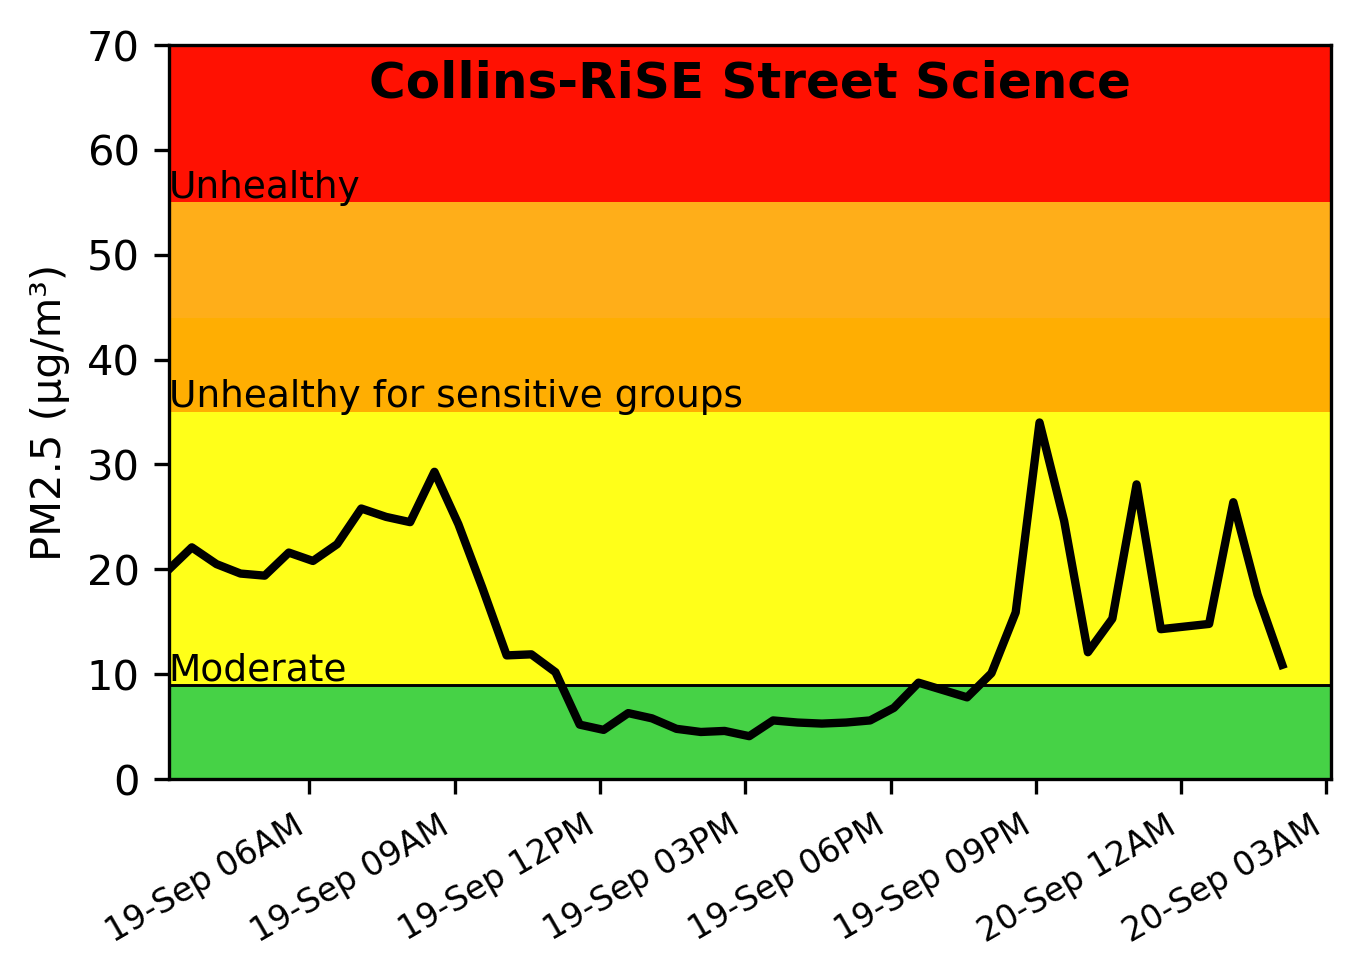 Collins-RiSE Street Science
PM2.5 (µg/m³)
70
60
50
40
30
20
10
0
Unhealthy
Unhealthy for sensitive groups
Moderate
19-Sep 06AM
19-Sep 09AM
19-Sep 12PM
19-Sep 03PM
19-Sep 06PM
19-Sep 09PM
20-Sep 12AM
20-Sep 03AM